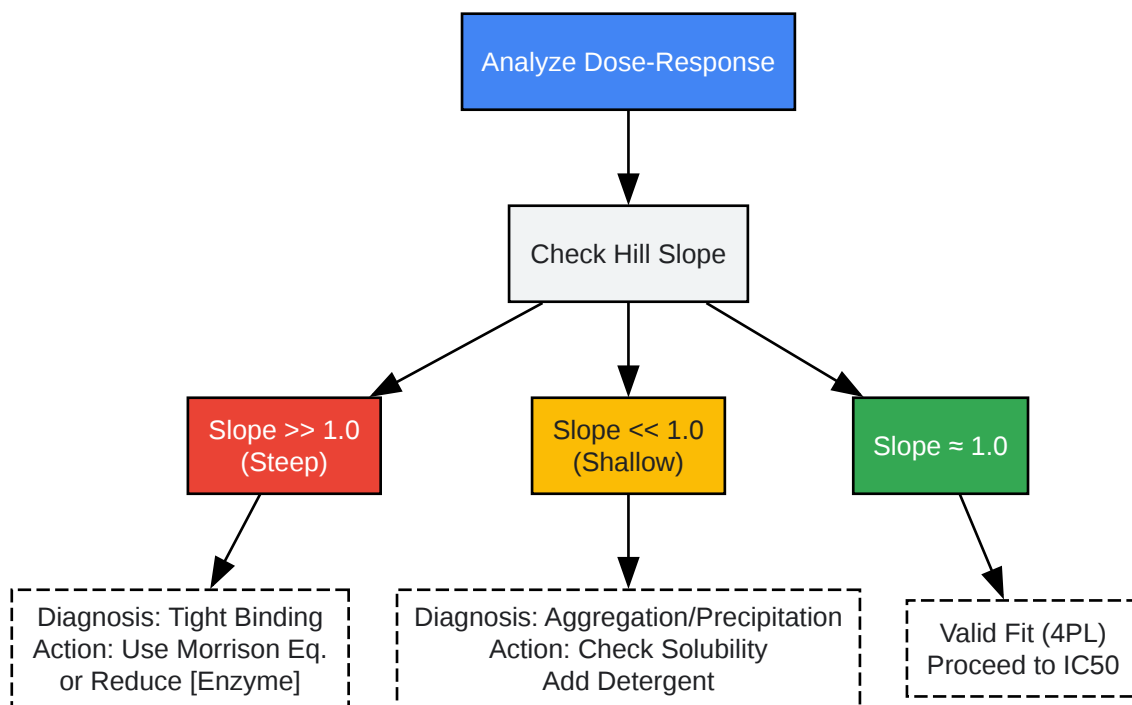 Analyze Dose-Response
Check Hill Slope
Slope >> 1.0
(Steep)
Slope << 1.0
(Shallow)
Slope ≈ 1.0
Diagnosis: Tight Binding
Action: Use Morrison Eq.
or Reduce [Enzyme]
Diagnosis: Aggregation/Precipitation
Action: Check Solubility
Add Detergent
Valid Fit (4PL)
Proceed to IC50